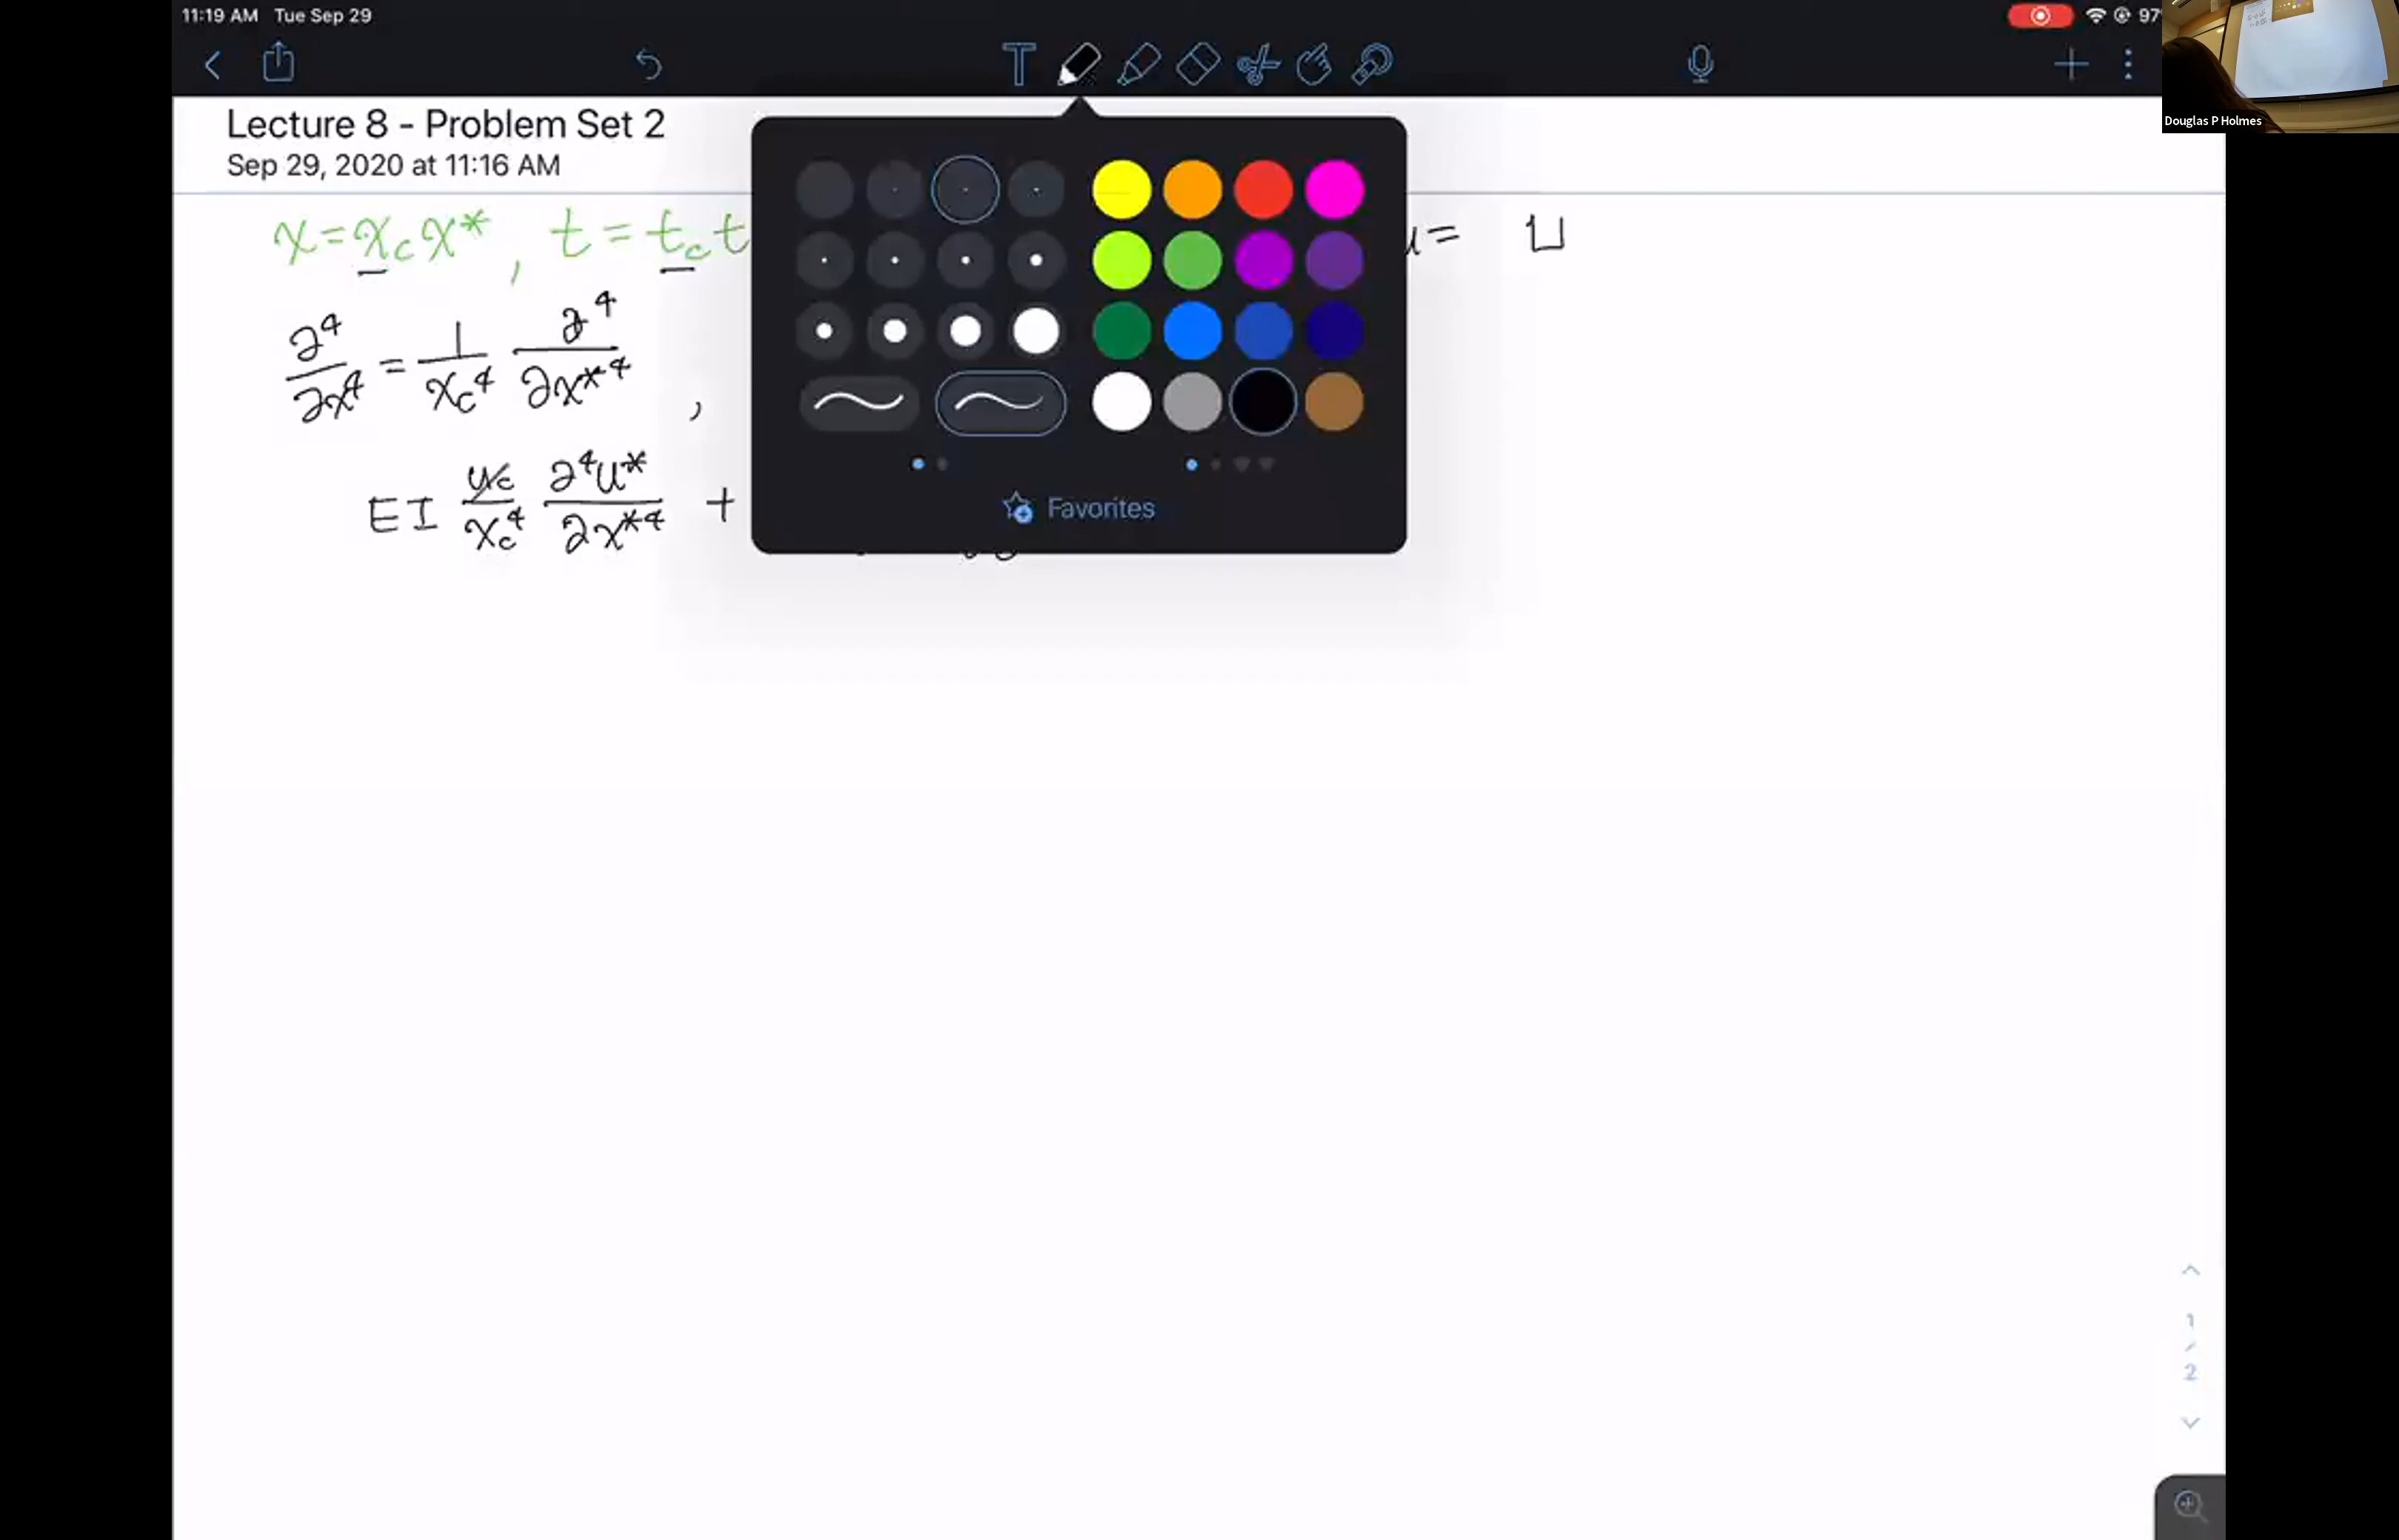 11:19 AM Tue Sep 29
97
Douglas P Holmes
Lecture 8 - Problem Set 2
Sep 29, 2020 at 11:16 AM
x = x_c x*, t = t_c t u = U
∂⁴/∂x⁴ = 1/x_c⁴ ∂⁴/∂x*⁴ ,
EI u_c/x_c⁴ ∂⁴u*/∂x*⁴ +
Favorites
1
/
2